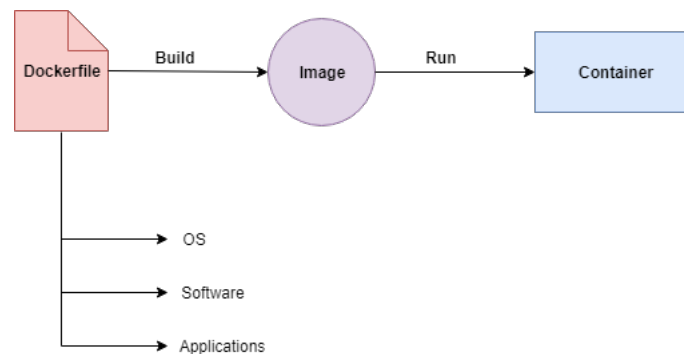 Dockerfile
Build
Image
Run
Container
OS
Software
Applications